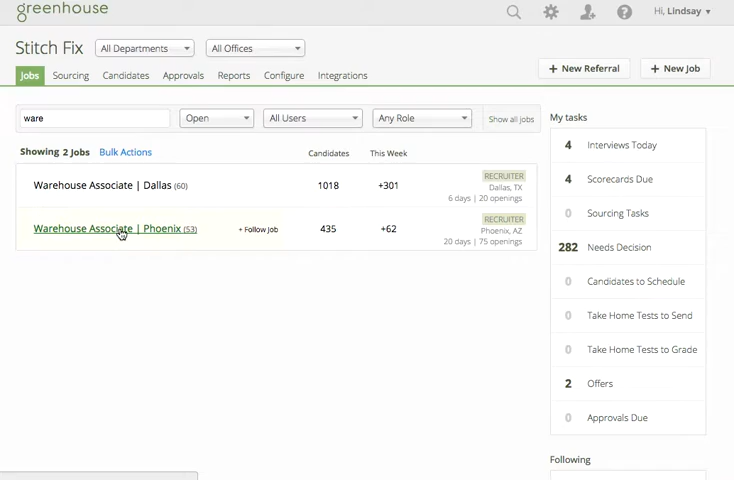 greenhouse
Hi, Lindsay ▼
Stitch Fix
All Departments
All Offices
Jobs Sourcing Candidates Approvals Reports Configure Integrations
+ New Referral
+ New Job
ware
Open
All Users
Any Role
Show all jobs
My tasks
Showing 2 Jobs Bulk Actions
Candidates This Week
Warehouse Associate | Dallas (60)
1018 +301
RECRUITER
Dallas, TX
6 days | 20 openings
Warehouse Associate | Phoenix (53)
+ Follow Job
435 +62
RECRUITER
Phoenix, AZ
20 days | 75 openings
4 Interviews Today
4 Scorecards Due
0 Sourcing Tasks
282 Needs Decision
0 Candidates to Schedule
0 Take Home Tests to Send
0 Take Home Tests to Grade
2 Offers
0 Approvals Due
Following